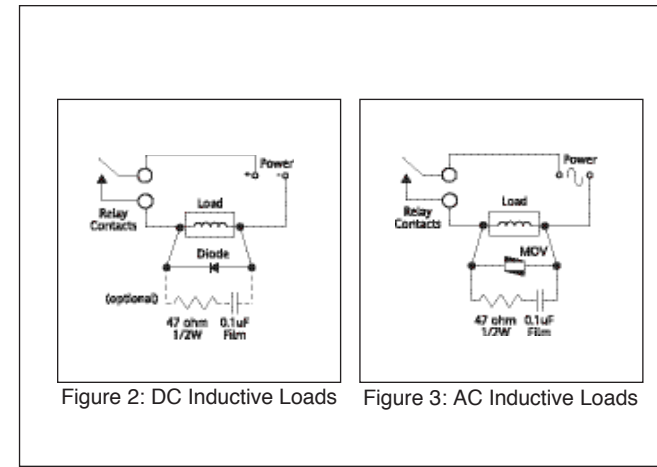 Power
+ -
Load
Relay
Contacts
Diode
(optional)
47 ohm 0.1uF
1/2W Film
Figure 2: DC Inductive Loads
Power
Load
Relay
Contacts
MOV
47 ohm 0.1uF
1/2W Film
Figure 3: AC Inductive Loads